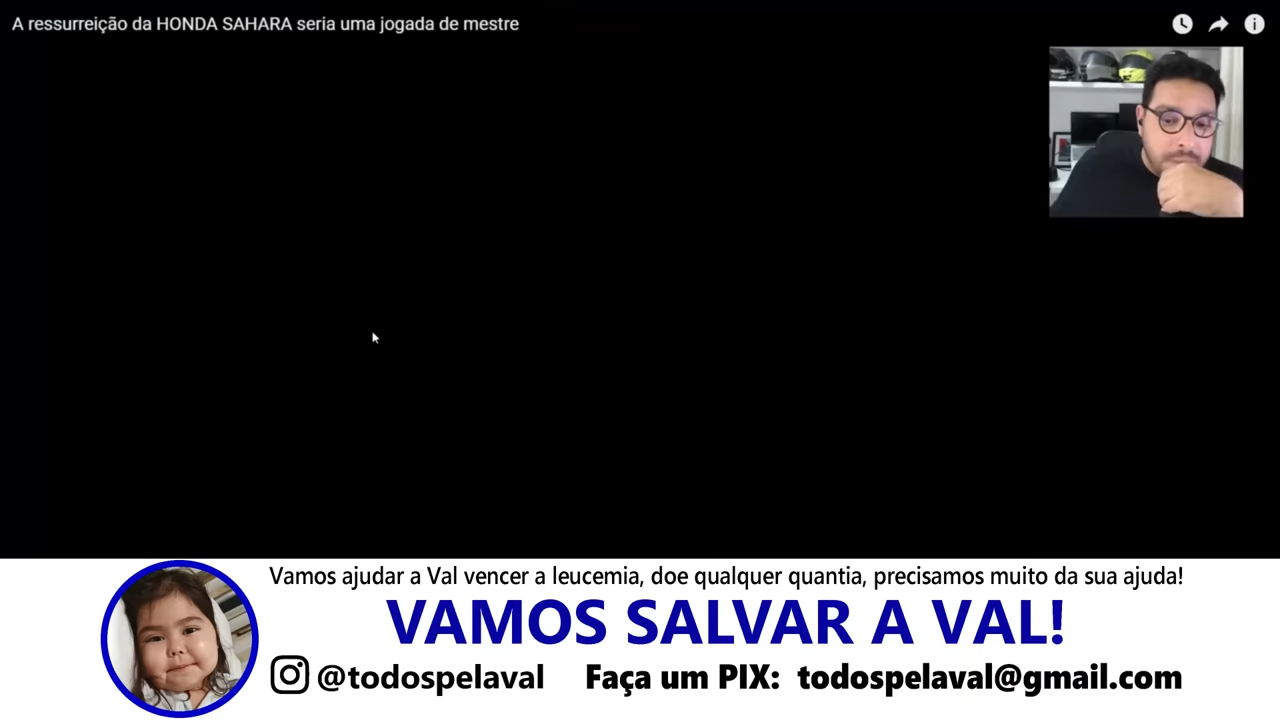 A ressurreição da HONDA SAHARA seria uma jogada de mestre
Vamos ajudar a Val vencer a leucemia, doe qualquer quantia, precisamos muito da sua ajuda!
VAMOS SALVAR A VAL!
@todospelaval Faça um PIX: todospelaval@gmail.com